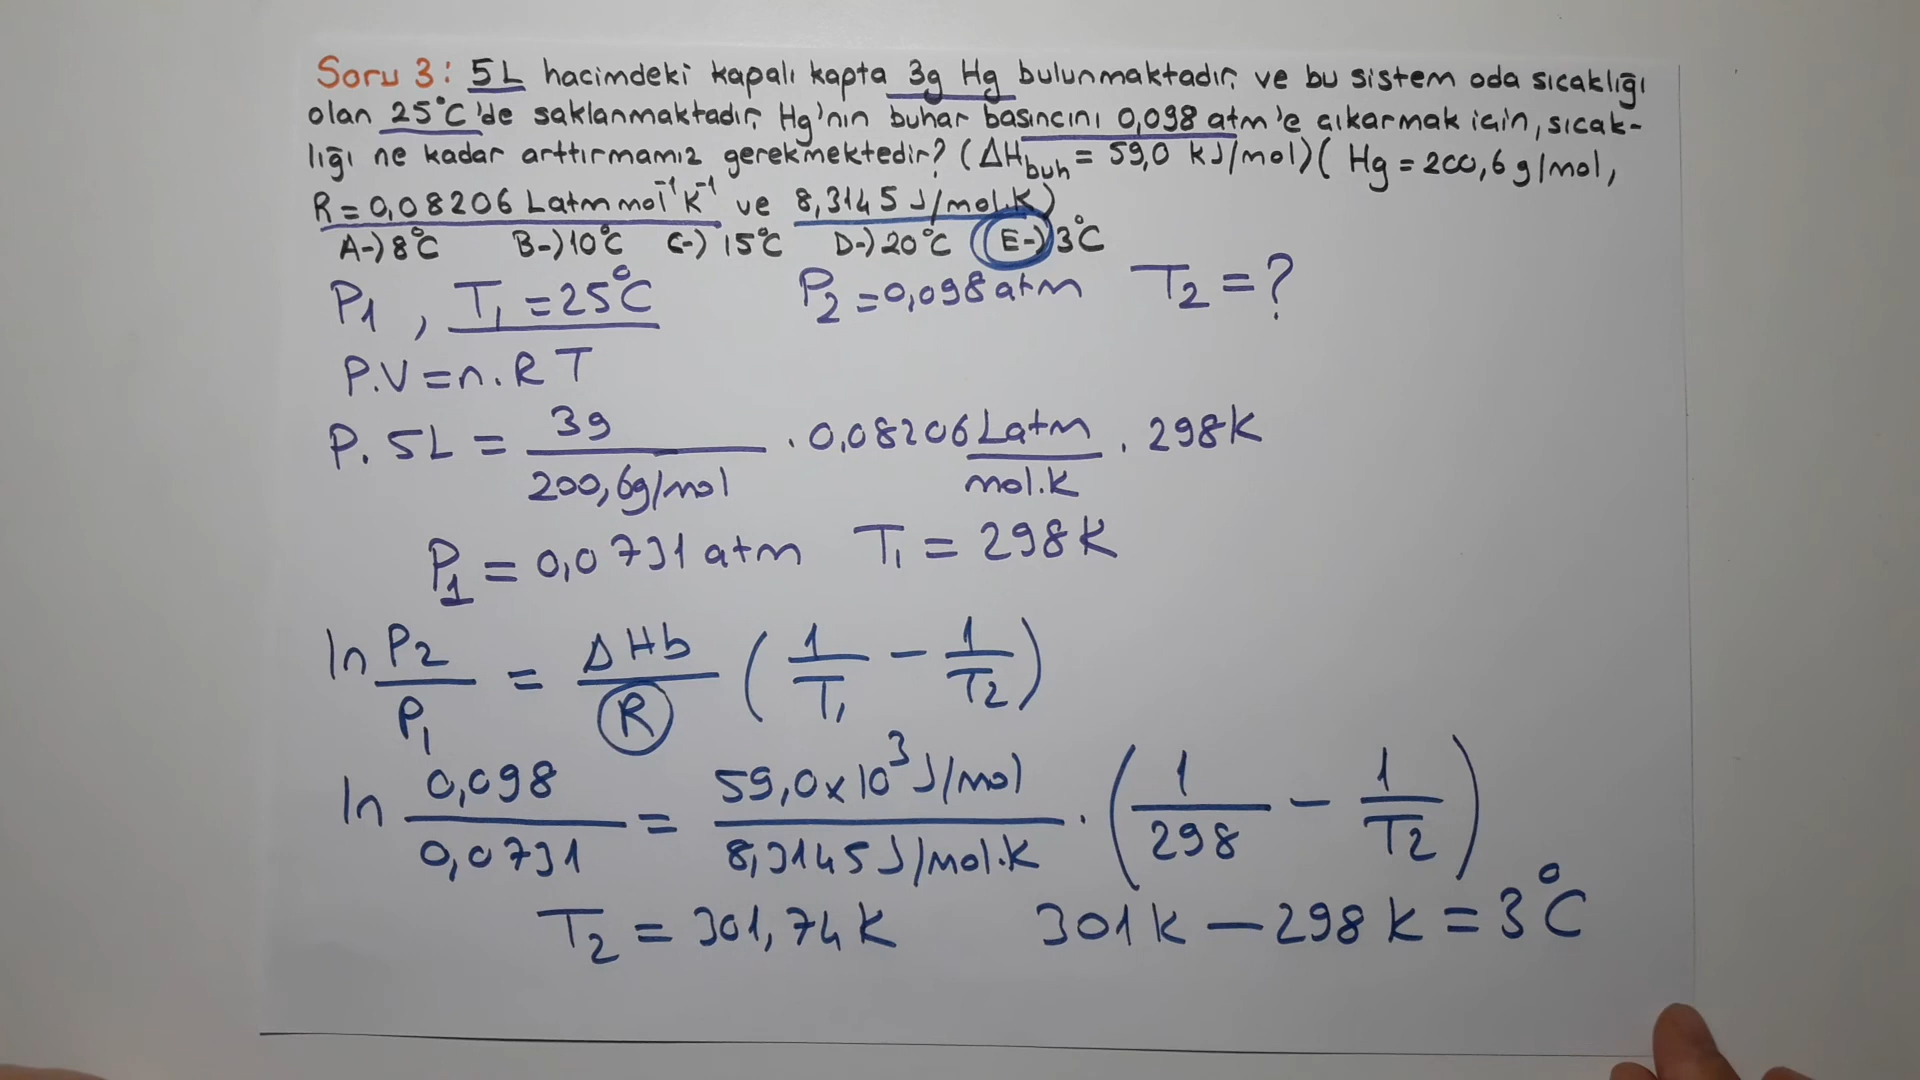 Soru 3: 5L hacimdeki kapalı kapta 3g Hg bulunmaktadır, ve bu sistem oda sıcaklığı
olan 25°C'de saklanmaktadır, Hg'nın buhar basıncını 0,098 atm'e çıkarmak için, sıcak-
lığı ne kadar arttırmamız gerekmektedir? (ΔHbuh = 59,0 kJ/mol)( Hg = 200,6 g/mol,
R = 0,08206 Latm mol⁻¹ K⁻¹ ve 8,3145 J/mol.K)
A-) 8°C B-) 10°C C-) 15°C D-) 20°C E-) 3°C
P1 , T1 = 25°C P2 = 0,098 atm T2 = ?
P.V = n.RT
P. 5L = 3g / 200,6g/mol . 0,08206 Latm / mol.K . 298K
P1 = 0,0731 atm T1 = 298K
ln P2 / P1 = ΔHb / R ( 1 / T1 - 1 / T2 )
ln 0,098 / 0,0731 = 59,0x10³ J/mol / 8,3145 J/mol.K . ( 1 / 298 - 1 / T2 )
T2 = 301,74 K 301K - 298K = 3°C